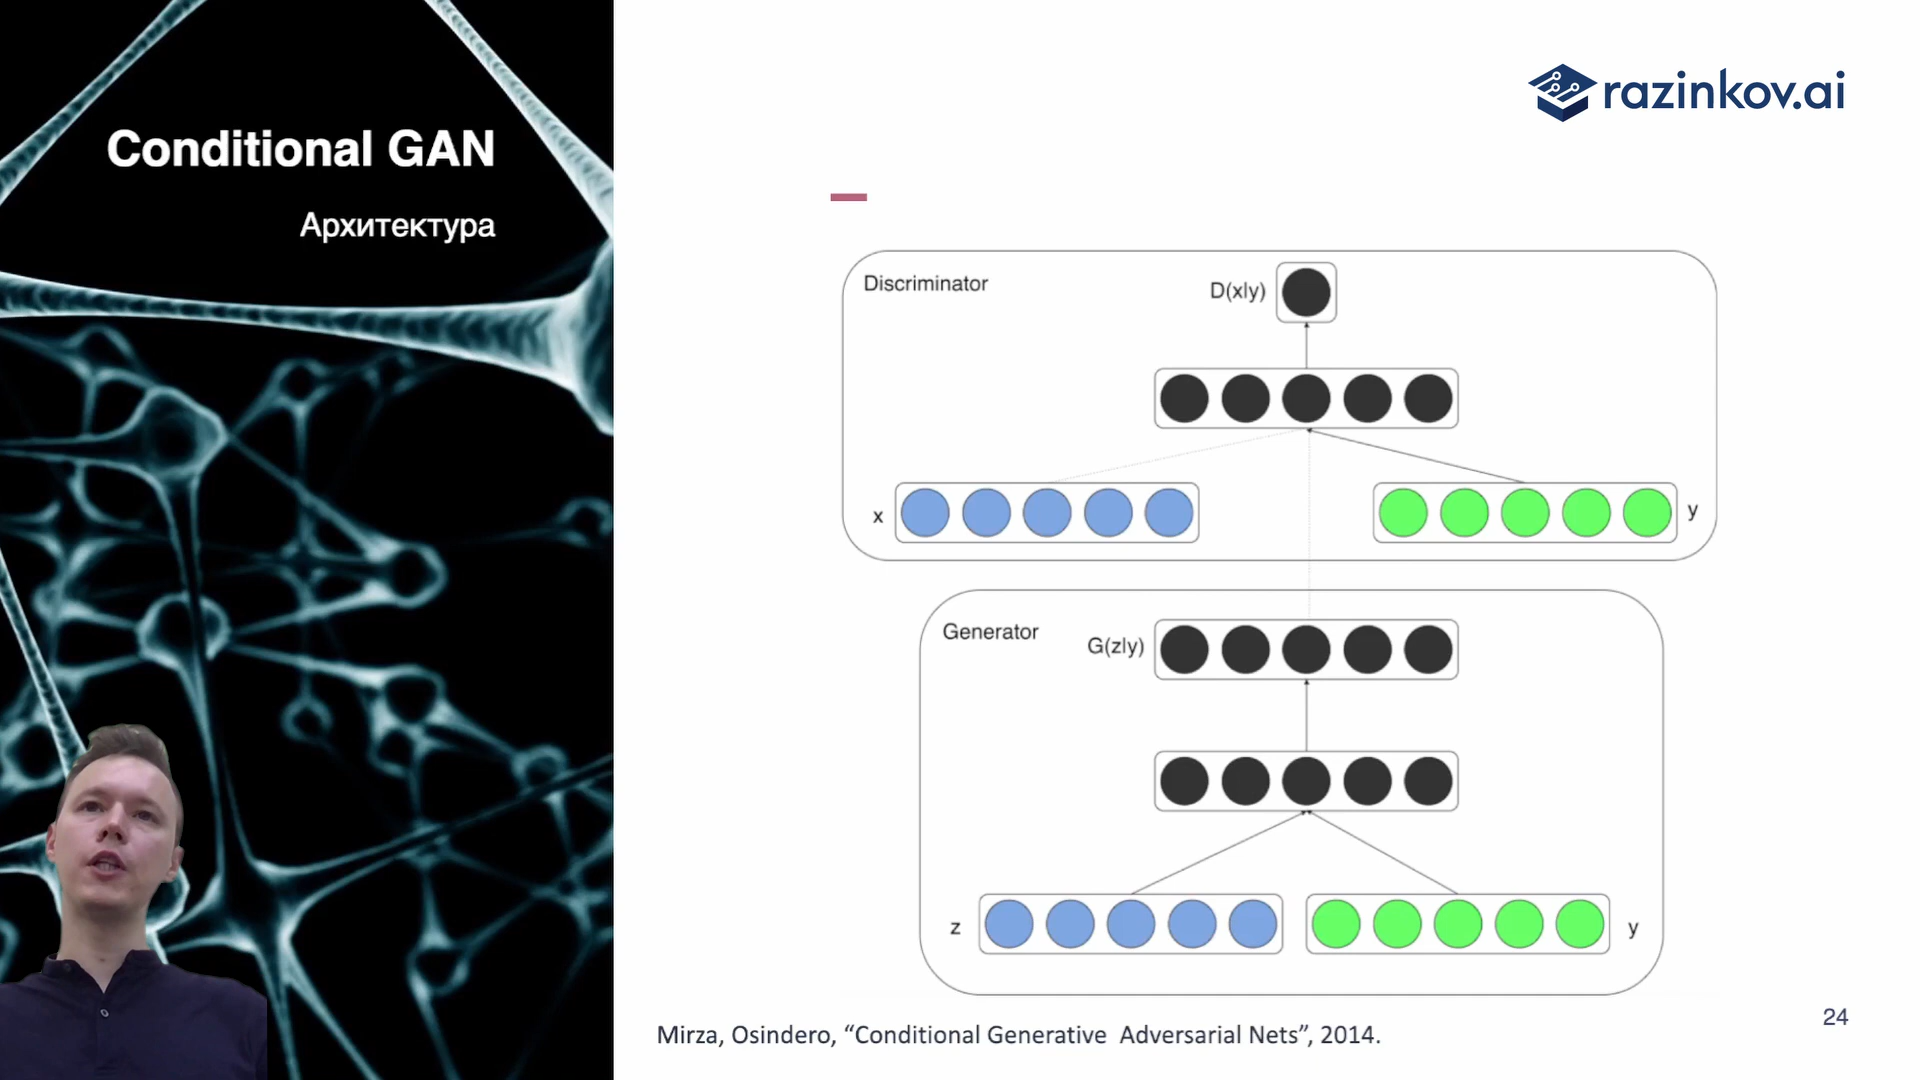 Conditional GAN
Архитектура
razinkov.ai
Discriminator
D(x|y)
x
y
Generator
G(z|y)
z
y
Mirza, Osindero, “Conditional Generative Adversarial Nets”, 2014.
24